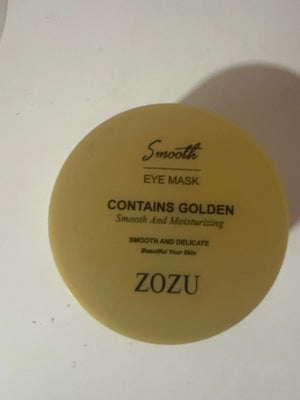 Smooth
EYE MASK
CONTAINS GOLDEN
Smooth And Moisturizing
SMOOTH AND DELICATE
Beautiful Your Skin
ZOZU